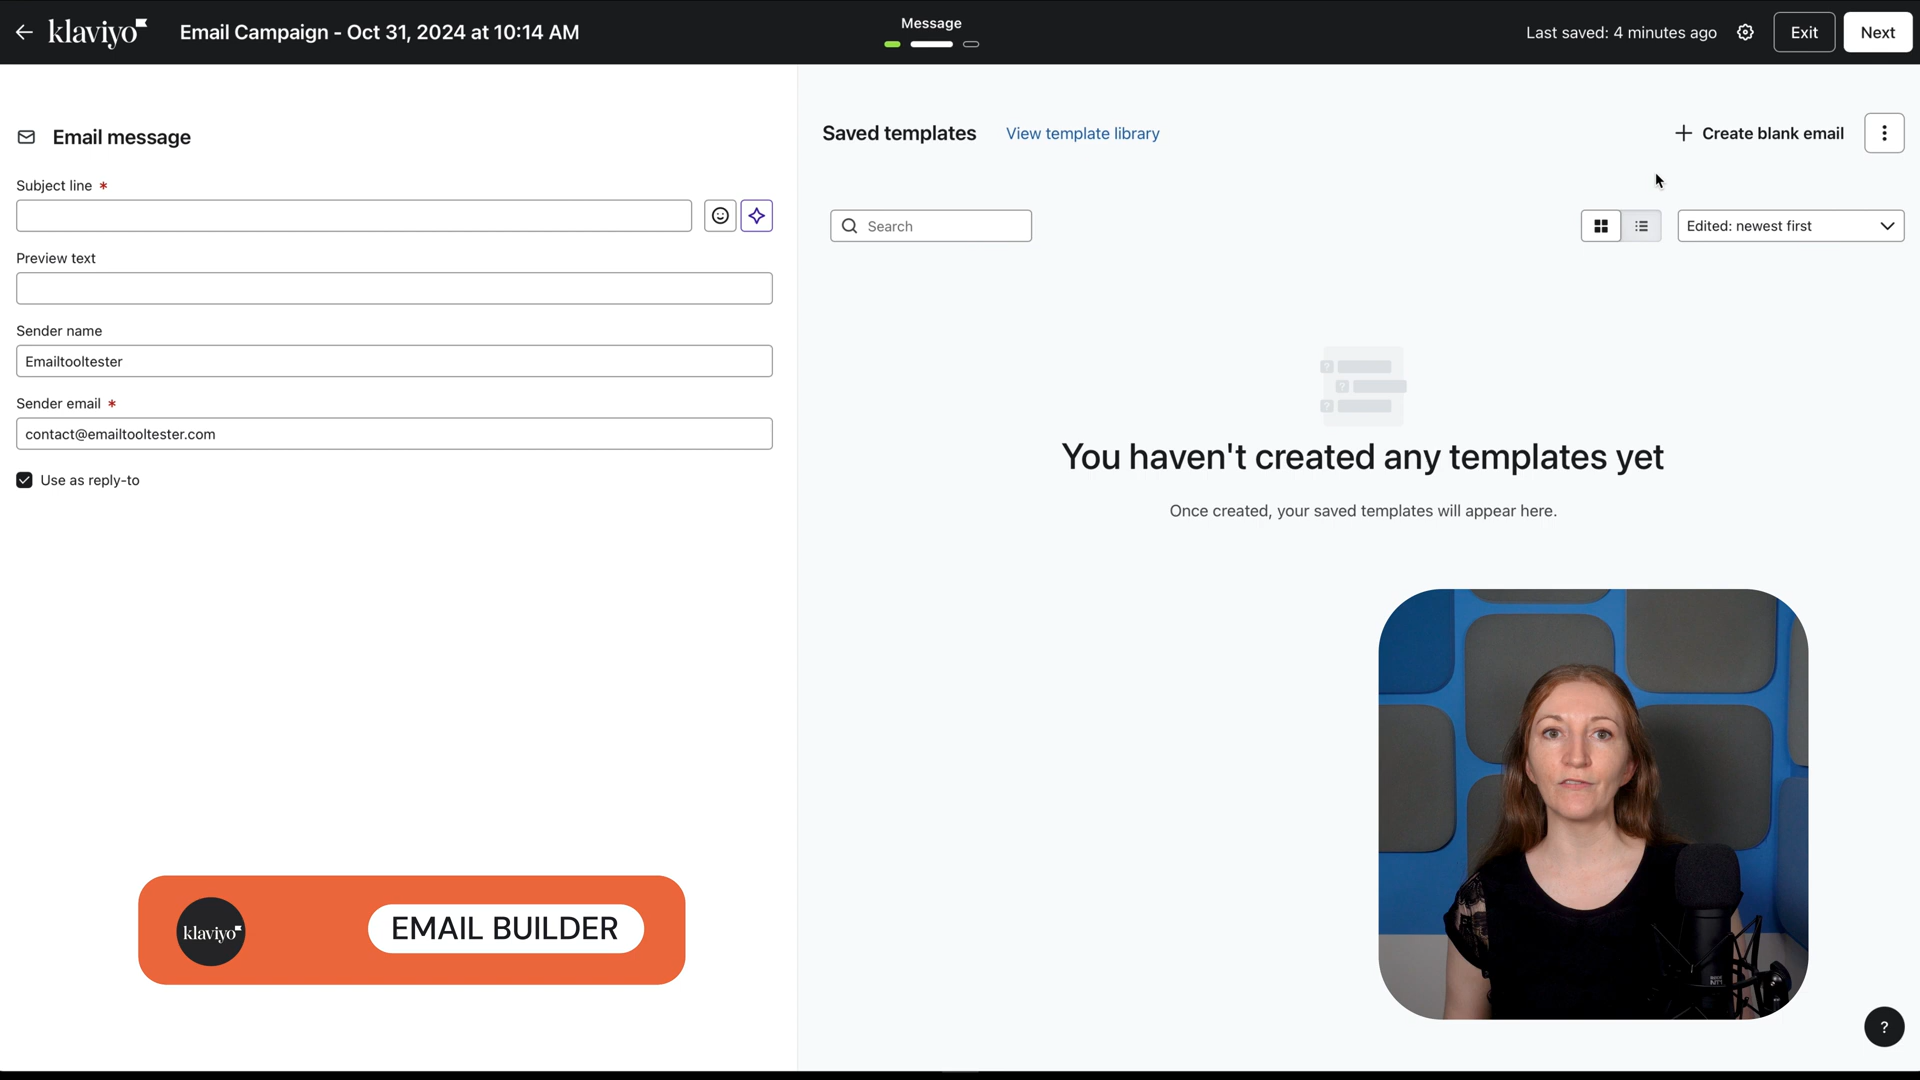 klaviyo
Email Campaign - Oct 31, 2024 at 10:14 AM
Message
Last saved: 4 minutes ago
Exit
Next
Email message
Subject line *
Preview text
Sender name
Emailtooltester
Sender email *
contact@emailtooltester.com
Use as reply-to
Saved templates
View template library
+ Create blank email
Search
Edited: newest first
? 
? 
? 
You haven't created any templates yet
Once created, your saved templates will appear here.
klaviyo
EMAIL BUILDER
NT1
?